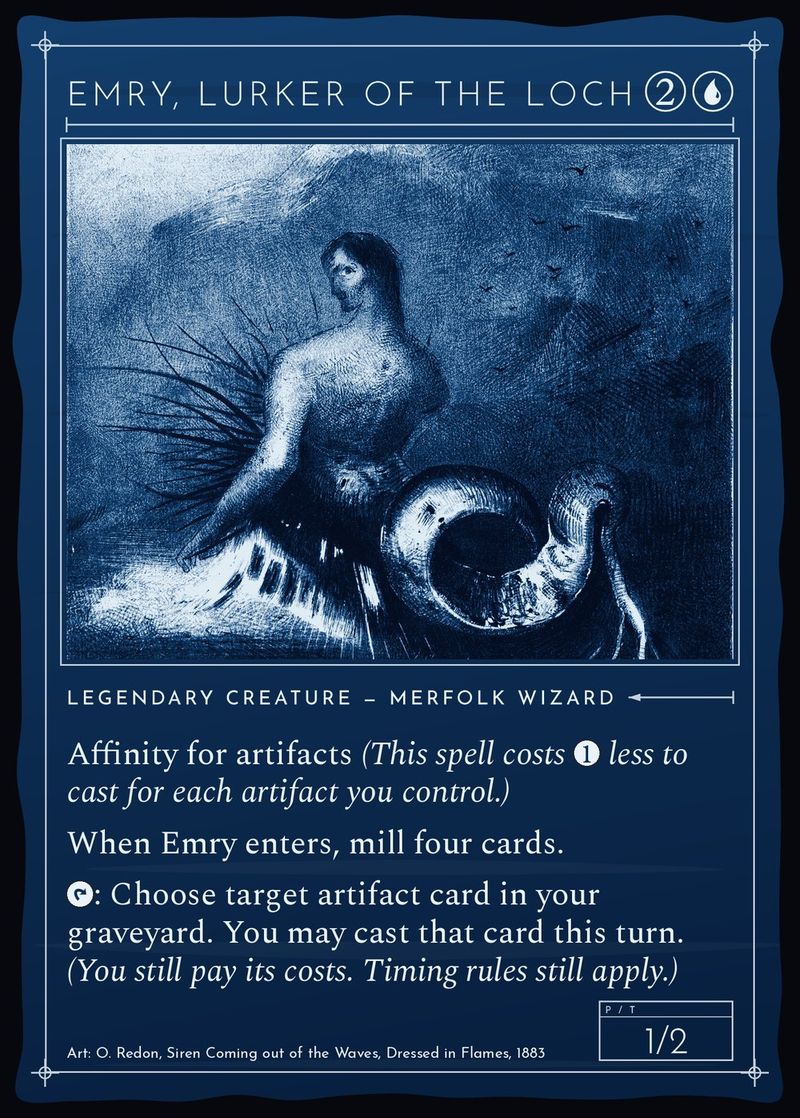 EMRY, LURKER OF THE LOCH 2
LEGENDARY CREATURE – MERFOLK WIZARD
Affinity for artifacts (This spell costs 1 less to
cast for each artifact you control.)
When Emry enters, mill four cards.
: Choose target artifact card in your
graveyard. You may cast that card this turn.
(You still pay its costs. Timing rules still apply.)
P / T
1/2
Art: O. Redon, Siren Coming out of the Waves, Dressed in Flames, 1883